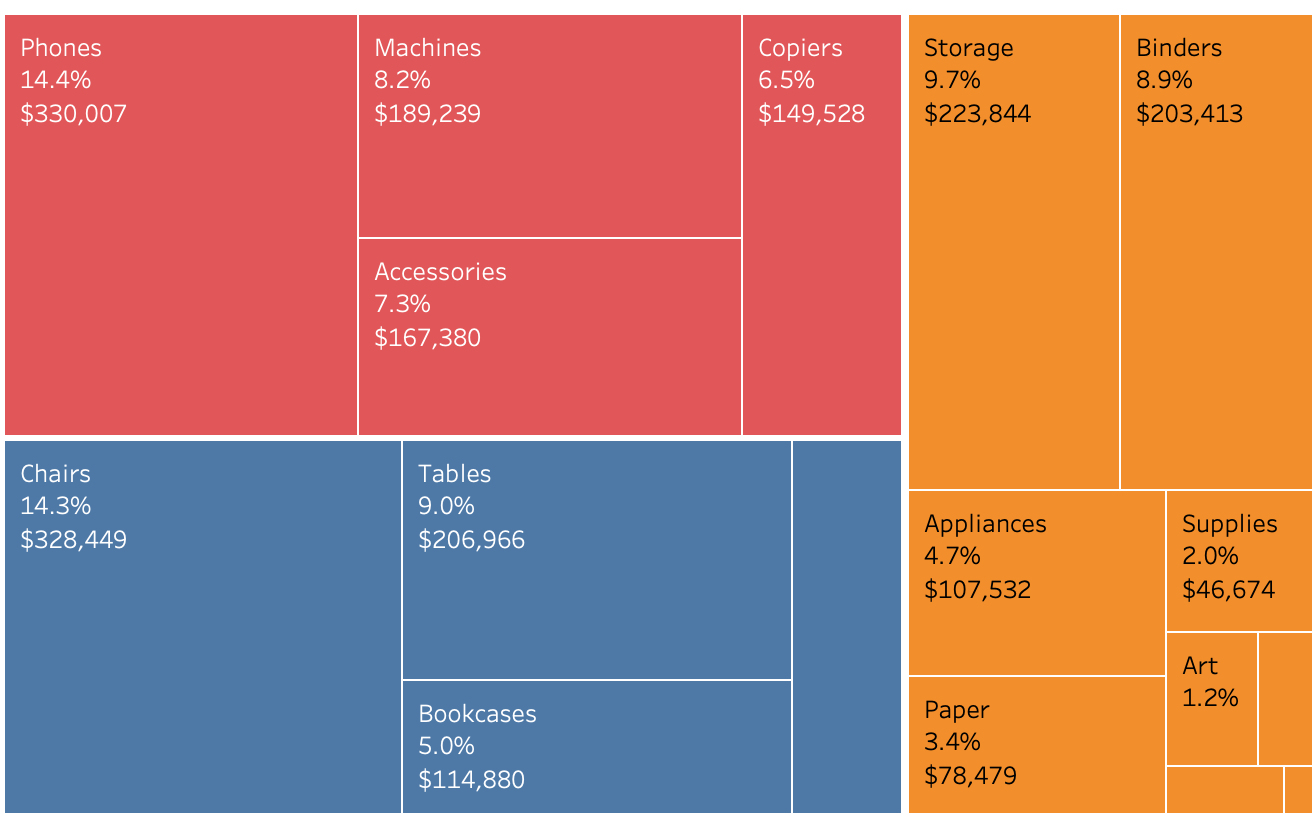 Phones
14.4%
$330,007
Machines
8.2%
$189,239
Accessories
7.3%
$167,380
Copiers
6.5%
$149,528
Chairs
14.3%
$328,449
Tables
9.0%
$206,966
Bookcases
5.0%
$114,880
Storage
9.7%
$223,844
Binders
8.9%
$203,413
Appliances
4.7%
$107,532
Paper
3.4%
$78,479
Supplies
2.0%
$46,674
Art
1.2%